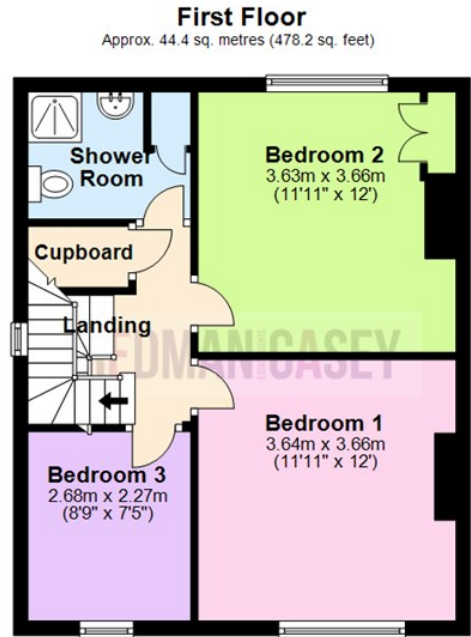 First Floor
Approx. 44.4 sq. metres (478.2 sq. feet)
Shower
Room
Bedroom 2
3.63m x 3.66m
(11'11" x 12')
Cupboard
Landing
REDMAN CASEY
Bedroom 1
3.64m x 3.66m
(11'11" x 12')
Bedroom 3
2.68m x 2.27m
(8'9" x 7'5")